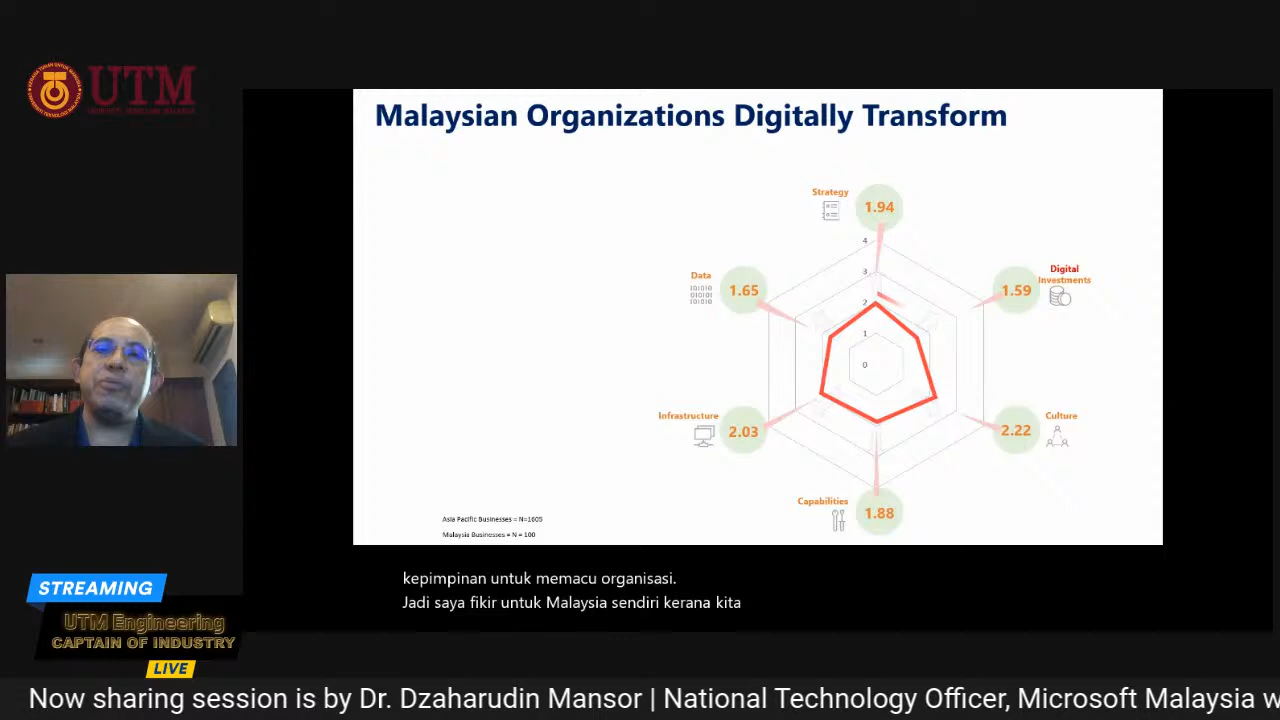 UTM
UNIVERSITI TEKNOLOGI MALAYSIA
Malaysian Organizations Digitally Transform
Strategy
1.94
4
3
2
1
0
Data
1.65
Digital
Investments
1.59
Infrastructure
2.03
Culture
2.22
Capabilities
1.88
Asia Pacific Businesses = N=1605
Malaysia Businesses = N = 100
kepimpinan untuk memacu organisasi.
Jadi saya fikir untuk Malaysia sendiri kerana kita
STREAMING
UTM Engineering
CAPTAIN OF INDUSTRY
LIVE
Now sharing session is by Dr. Dzaharudin Mansor | National Technology Officer, Microsoft Malaysia w